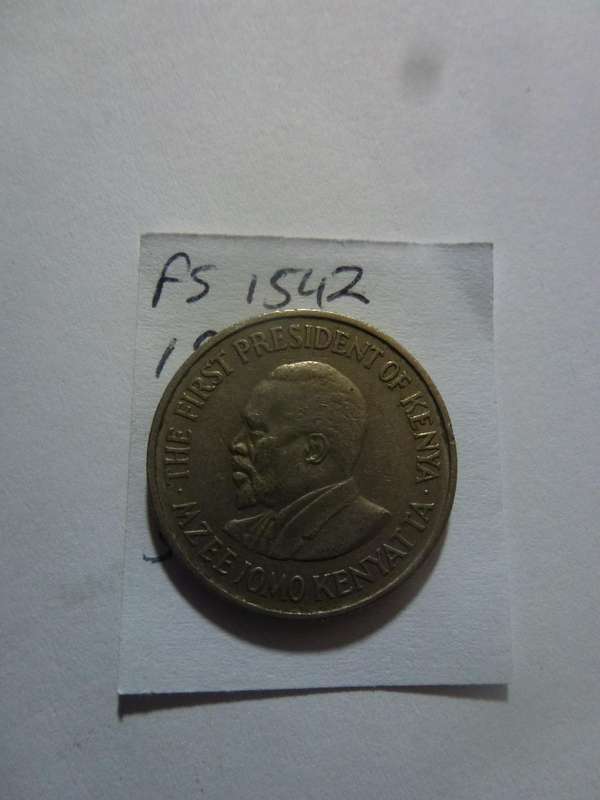 FS 1542
· THE FIRST PRESIDENT OF KENYA ·
MZEE JOMO KENYATTA